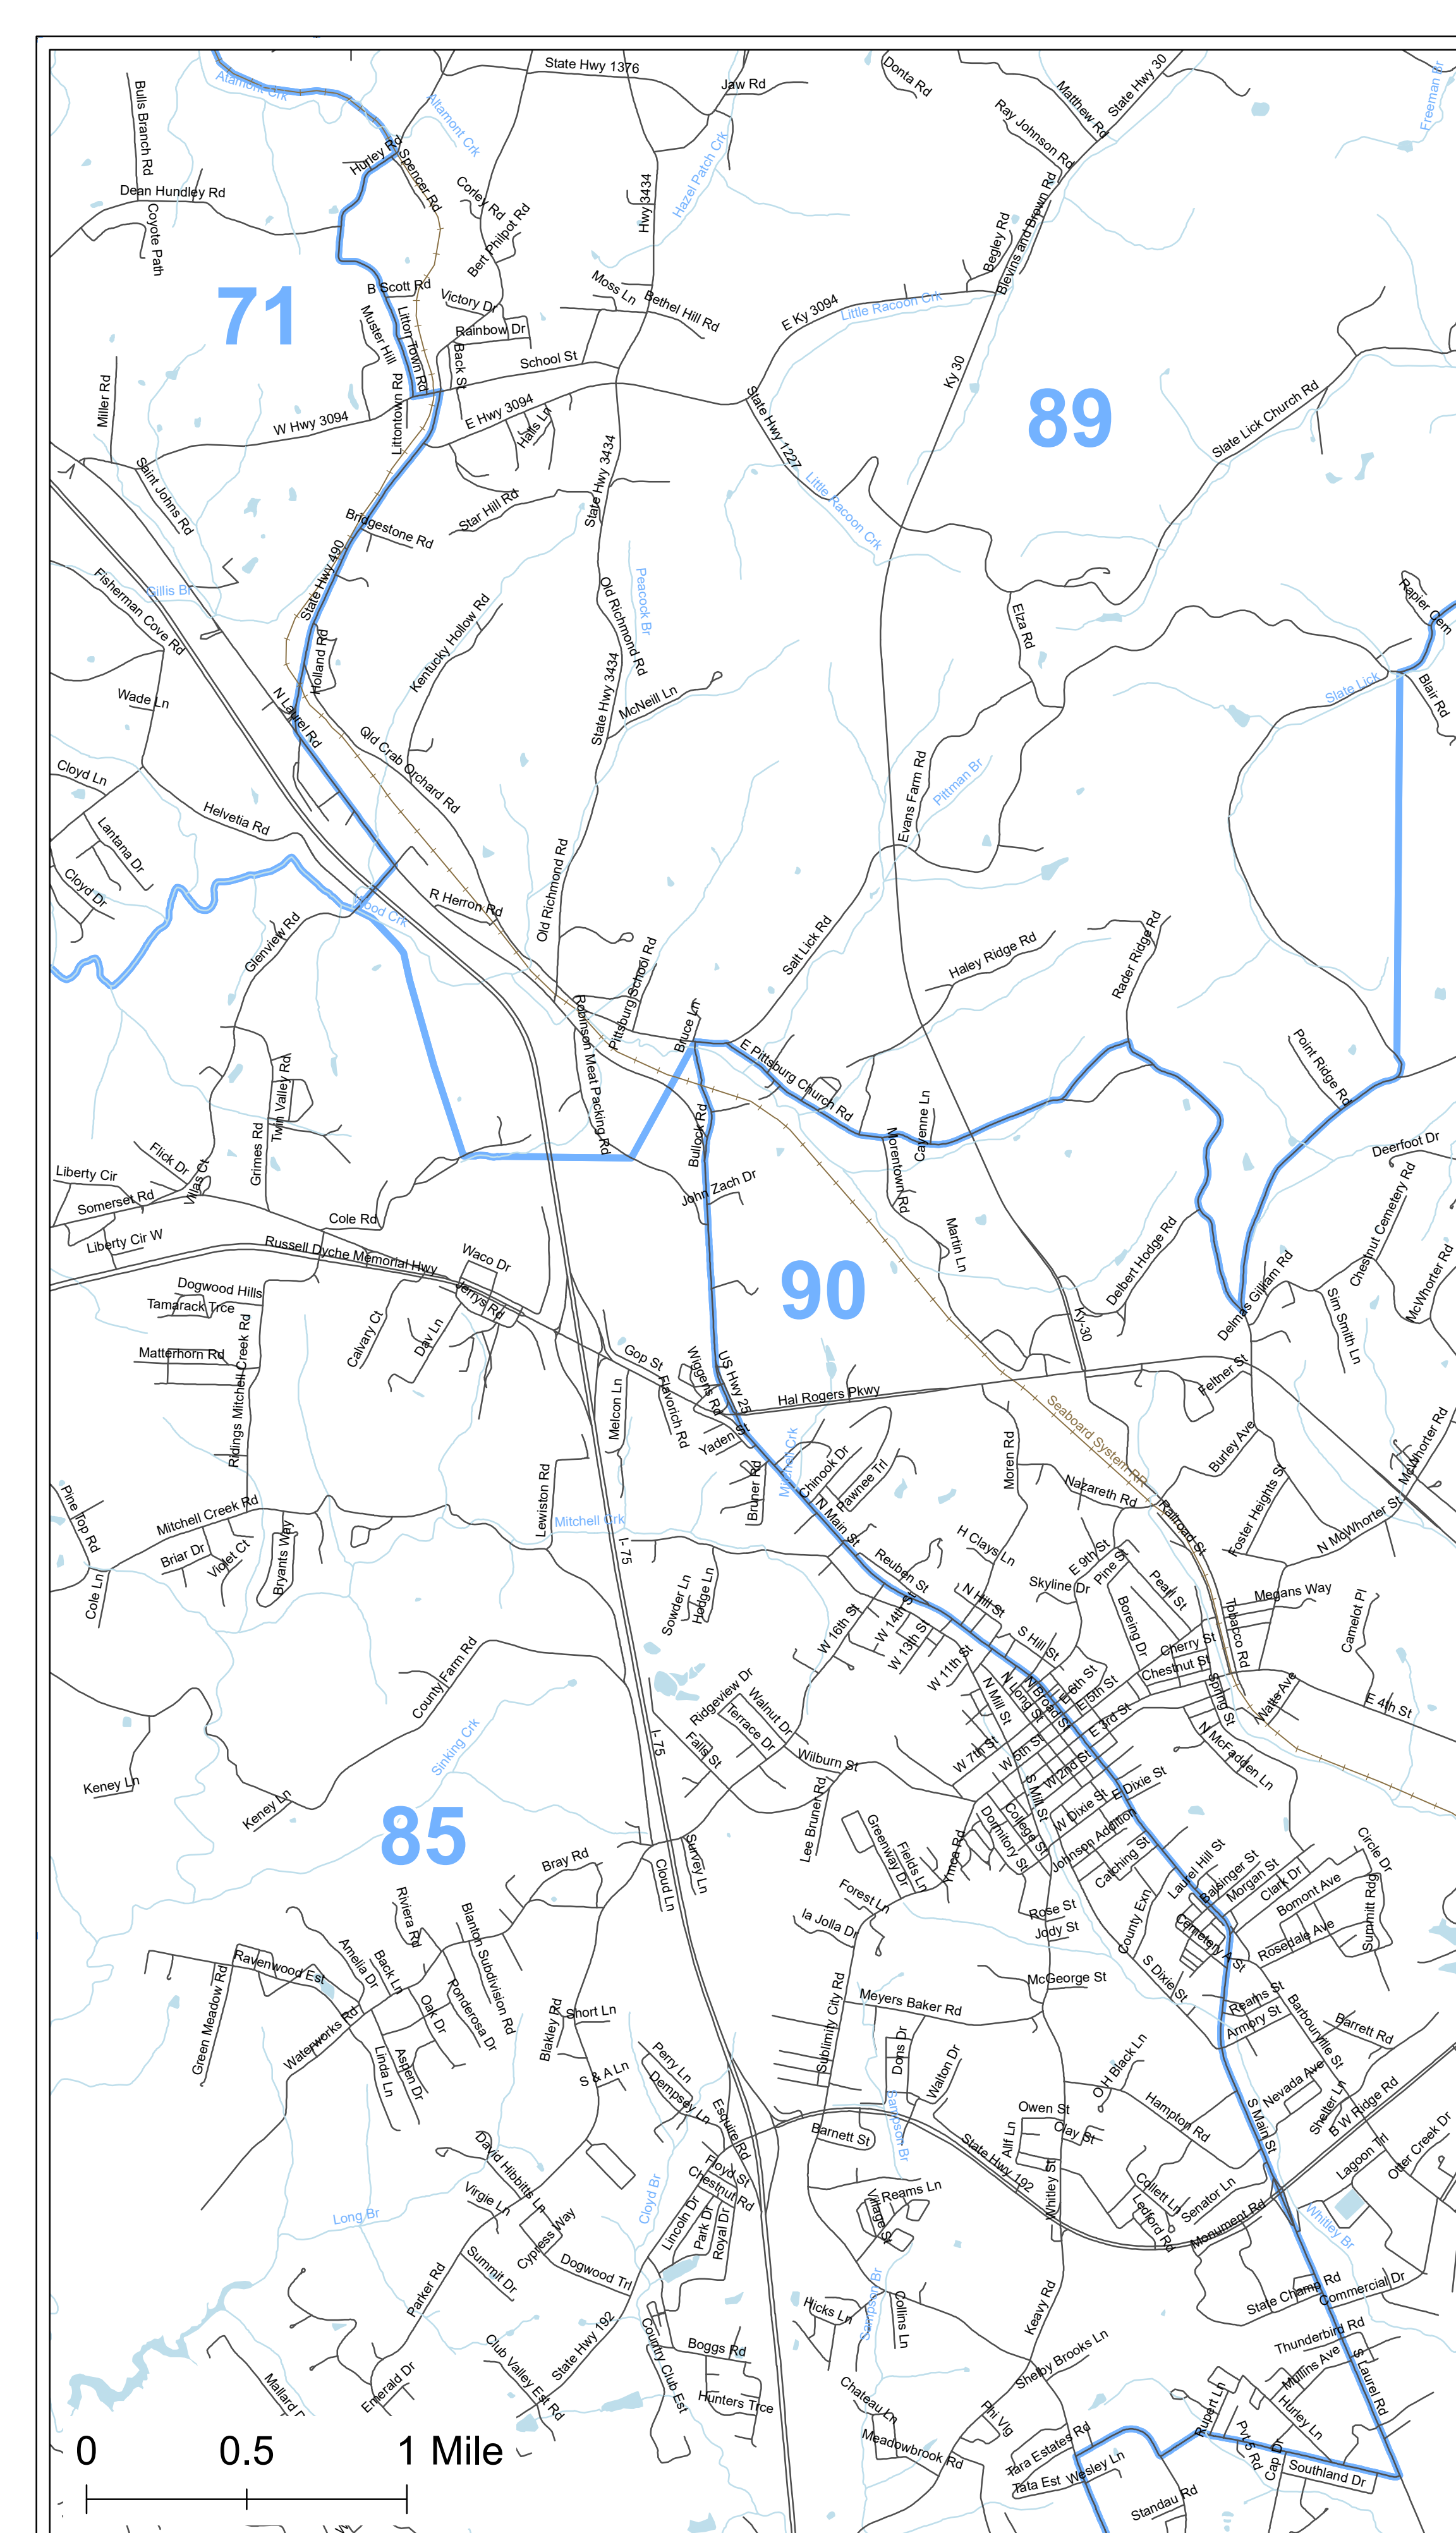 State Hwy 1376
Jaw Rd
Donta Rd
Matthew Rd
State Hwy 30
Ray Johnson Rd
Freeman Br
Atamont Crk
Altamont Crk
Bulls Branch Rd
Hurley Rd
Spencer Rd
Hazel Patch Crk
Dean Hundley Rd
Coyote Path
Corley Rd
Bert Philpot Rd
Hwy 3434
Begley Rd
Blevins and Brown Rd
71
B Scott Rd
Victory Dr
Moss Ln
Bethel Hill Rd
E Ky 3094
Little Racoon Crk
Muster Hill
Litton Town Rd
Rainbow Dr
Back St
School St
Ky 30
89
Miller Rd
W Hwy 3094
Littontown Rd
E Hwy 3094
Halls Ln
State Hwy 1227
Slate Lick Church Rd
Saint Johns Rd
State Hwy 3434
Little Racoon Crk
Star Hill Rd
Bridgestone Rd
Gillis Br
Fisherman Cove Rd
State Hwy 490
Peacock Br
Old Richmond Rd
Kentucky Hollow Rd
Elza Rd
Rapier Cem
Holland Rd
Wade Ln
N Laurel Rd
State Hwy 3434
McNeill Ln
Slate Lick
Blair Rd
Old Crab Orchard Rd
Cloyd Ln
Helvetia Rd
Lantana Dr
Evans Farm Rd
Pittman Br
Cloyd Dr
Wood Crk
R Herron Rd
Old Richmond Rd
Glenview Rd
Pittsburg School Rd
Salt Lick Rd
Haley Ridge Rd
Rader Ridge Rd
Robinson Meat Packing Rd
Bruce Ln
E Pittsburg Church Rd
Point Ridge Rd
Twin Valley Rd
Grimes Rd
Bullock Rd
Cayenne Ln
Morentown Rd
Deerfoot Dr
Flick Dr
Villas Ct
Liberty Cir
Somerset Rd
Liberty Cir W
John Zach Dr
Cole Rd
Chestnut Cemetery Rd
Martin Ln
Delbert Hodge Rd
Russell Dyche Memorial Hwy
Waco Dr
Jerrys Rd
90
McWhorter Rd
Dogwood Hills
Tamarack Trce
Calvary Ct
Day Ln
Delmas Gilliam Rd
Sim Smith Ln
Ky-30
Matterhorn Rd
Ridings Mitchell Creek Rd
Gop St
Wiggens Rd
US Hwy 25
Flavorich Rd
Melcon Ln
Hal Rogers Pkwy
Feltner St
Seaboard System RR
Yaden St
Mitchell Crk
Chinook Dr
Pawnee Trl
Bruner Rd
Moren Rd
Nazareth Rd
Burley Ave
McWhorter Rd
Pine Top Rd
Mitchell Creek Rd
Lewiston Rd
Mitchell Crk
N Main St
Railroad St
Foster Heights St
N McWhorter St
Briar Dr
Violet Ct
Bryants Way
Cole Ln
I- 75
Sowder Ln
Hodge Ln
Reuben St
H Clays Ln
E 9th St
Pine St
Skyline Dr
Pearl St
Megans Way
W 16th St
W 14th St
W 13th St
N Hill St
S Hill St
Boreing Dr
Tobacco Rd
Camelot Pl
Cherry St
Chestnut St
County Farm Rd
W 11th St
N Mill St
N Long St
N Broad St
E 6th St
E 5th St
E 3rd St
Spring St
Watts Ave
E 4th St
Ridgeview Dr
Walnut Dr
Terrace Dr
Falls St
I- 75
Sinking Crk
W 7th St
W 5th St
W 2nd St
N McFadden Ln
Wilburn St
Keney Ln
Keney Ln
85
Lee Bruner Rd
S Mill St
College St
Dormitory St
W Dixie St
E Dixie St
Johnson Addition
Catching St
Greenway Dr
Fields Ln
Ymca Rd
Bray Rd
Cloud Ln
Survey Ln
Laurel Hill St
Balsinger St
Morgan St
Clark Dr
Circle Dr
Bomont Ave
Forest Ln
la Jolla Dr
Rose St
Jody St
County Exn
Cemetery A St
Rosedale Ave
Summitt Rdg
Riviera Rd
Blanton Subdivision Rd
Ravenwood Est
Amelia Dr
Back Ln
Green Meadow Rd
Oak Dr
Ponderosa Dr
McGeorge St
S Dixie St
Meyers Baker Rd
Sublimity City Rd
Reams St
Armory St
Barbourville St
Barrett Rd
Short Ln
Blakley Rd
Waterworks Rd
Linda Ln
Aspen Dr
S & A Ln
Perry Ln
Dempsey Ln
Esquire Rd
Dons Dr
Walton Dr
O H Black Ln
Nevada Ave
Shelter Ln
B W Ridge Rd
Hampton Rd
S Main St
Sampson Br
Owen St
Clay St
Allf Ln
Barnett St
State Hwy 192
Lagoon Trl
Otter Creek Dr
David Hibbitts Ln
Floyd St
Chestnut Rd
Virgie Ln
Long Br
Cloyd Br
Lincoln Dr
Park Dr
Royal Dr
Reams Ln
Village St
Whitley St
Collett Ln
Ledford Rd
Senator Ln
Monument Rd
Whitley Br
Cypress Way
Summit Dr
Dogwood Trl
Parker Rd
State Champ Rd
Commercial Dr
Sampson Br
Hicks Ln
Collins Ln
Keavy Rd
Thunderbird Rd
Mullins Ave
S Laurel Rd
State Hwy 192
Country Club Est
Boggs Rd
Club Valley Est Rd
Emerald Dr
Mallard D
Hunters Trce
Shelby Brooks Ln
Chateau Ln
Phi Vlg
Rupert Ln
Hurley Ln
Meadowbrook Rd
Tara Estates Rd
Tata Est
Wesley Ln
Pvt-5 Rd
Cap Dr
Southland Dr
Standau Rd
0 0.5 1 Mile